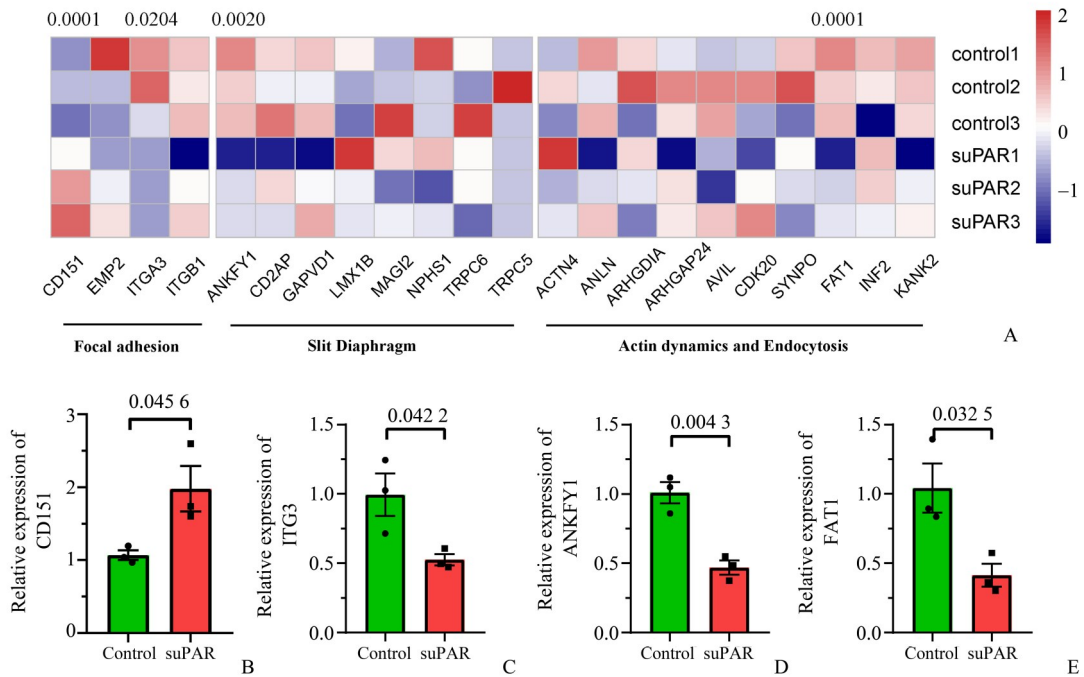 0.0001 0.0204 0.0020 0.0001
2
1
0
−1
control1
control2
control3
suPAR1
suPAR2
suPAR3
CD151 EMP2 ITGA3 ITGB1 ANKFY1 CD2AP GAPVD1 LMX1B MAGI2 NPHS1 TRPC6 TRPC5 ACTN4 ANLN ARHGDIA ARHGAP24 AVIL CDK20 SYNPO FAT1 INF2 KANK2
Focal adhesion Slit Diaphragm Actin dynamics and Endocytosis
A
Relative expression of
CD151
3
2
1
0
0.045 6
Control suPAR
B
Relative expression of
ITG3
1.5
1.0
0.5
0.0
0.042 2
Control suPAR
C
Relative expression of
ANKFY1
1.5
1.0
0.5
0.0
0.004 3
Control suPAR
D
Relative expression of
FAT1
1.5
1.0
0.5
0.0
0.032 5
Control suPAR
E